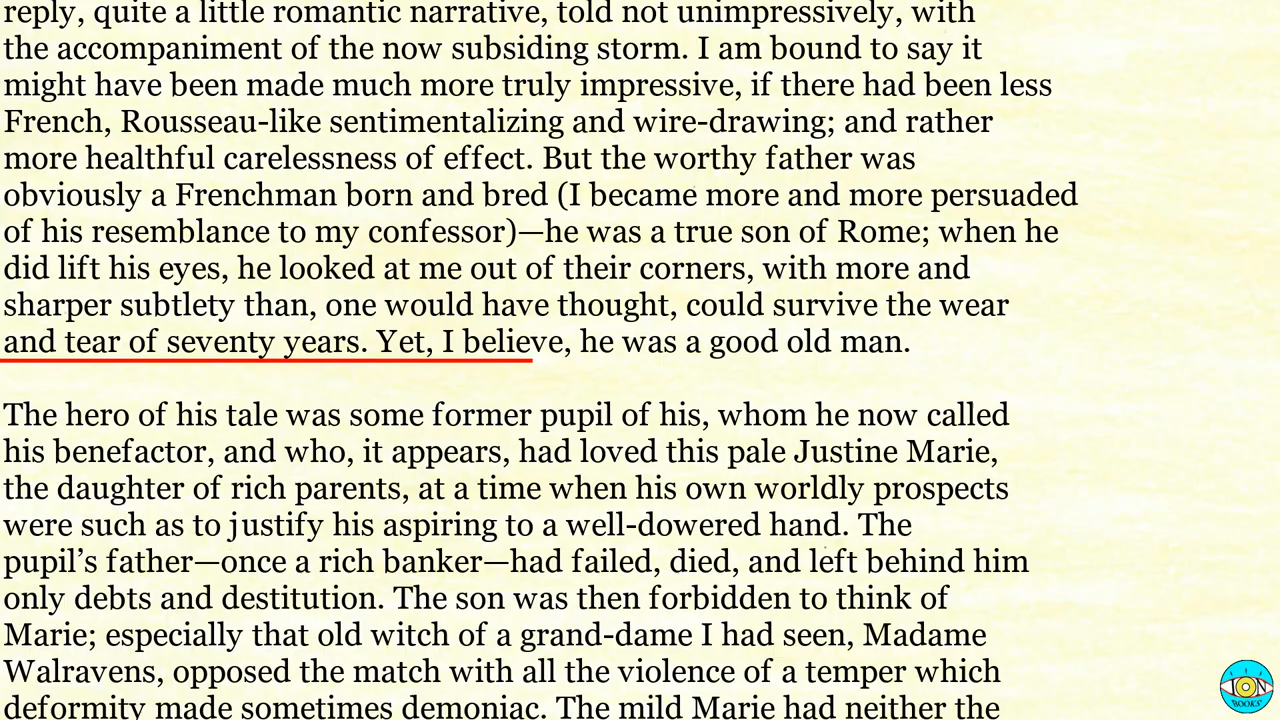 reply, quite a little romantic narrative, told not unimpressively, with
the accompaniment of the now subsiding storm. I am bound to say it
might have been made much more truly impressive, if there had been less
French, Rousseau-like sentimentalizing and wire-drawing; and rather
more healthful carelessness of effect. But the worthy father was
obviously a Frenchman born and bred (I became more and more persuaded
of his resemblance to my confessor)—he was a true son of Rome; when he
did lift his eyes, he looked at me out of their corners, with more and
sharper subtlety than, one would have thought, could survive the wear
and tear of seventy years. Yet, I believe, he was a good old man.
The hero of his tale was some former pupil of his, whom he now called
his benefactor, and who, it appears, had loved this pale Justine Marie,
the daughter of rich parents, at a time when his own worldly prospects
were such as to justify his aspiring to a well-dowered hand. The
pupil’s father—once a rich banker—had failed, died, and left behind him
only debts and destitution. The son was then forbidden to think of
Marie; especially that old witch of a grand-dame I had seen, Madame
Walravens, opposed the match with all the violence of a temper which
deformity made sometimes demoniac. The mild Marie had neither the
ION
BOOKS